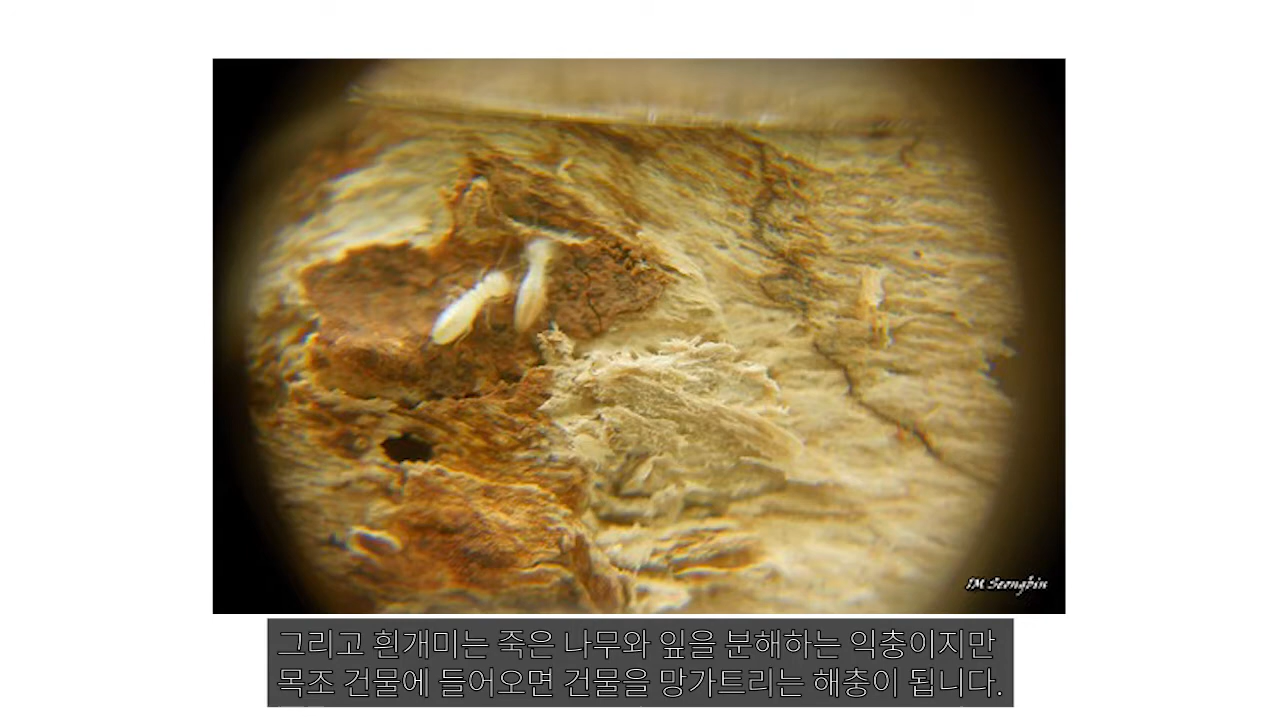 IM Seongbin
그리고 흰개미는 죽은 나무와 잎을 분해하는 익충이지만
목조 건물에 들어오면 건물을 망가트리는 해충이 됩니다.